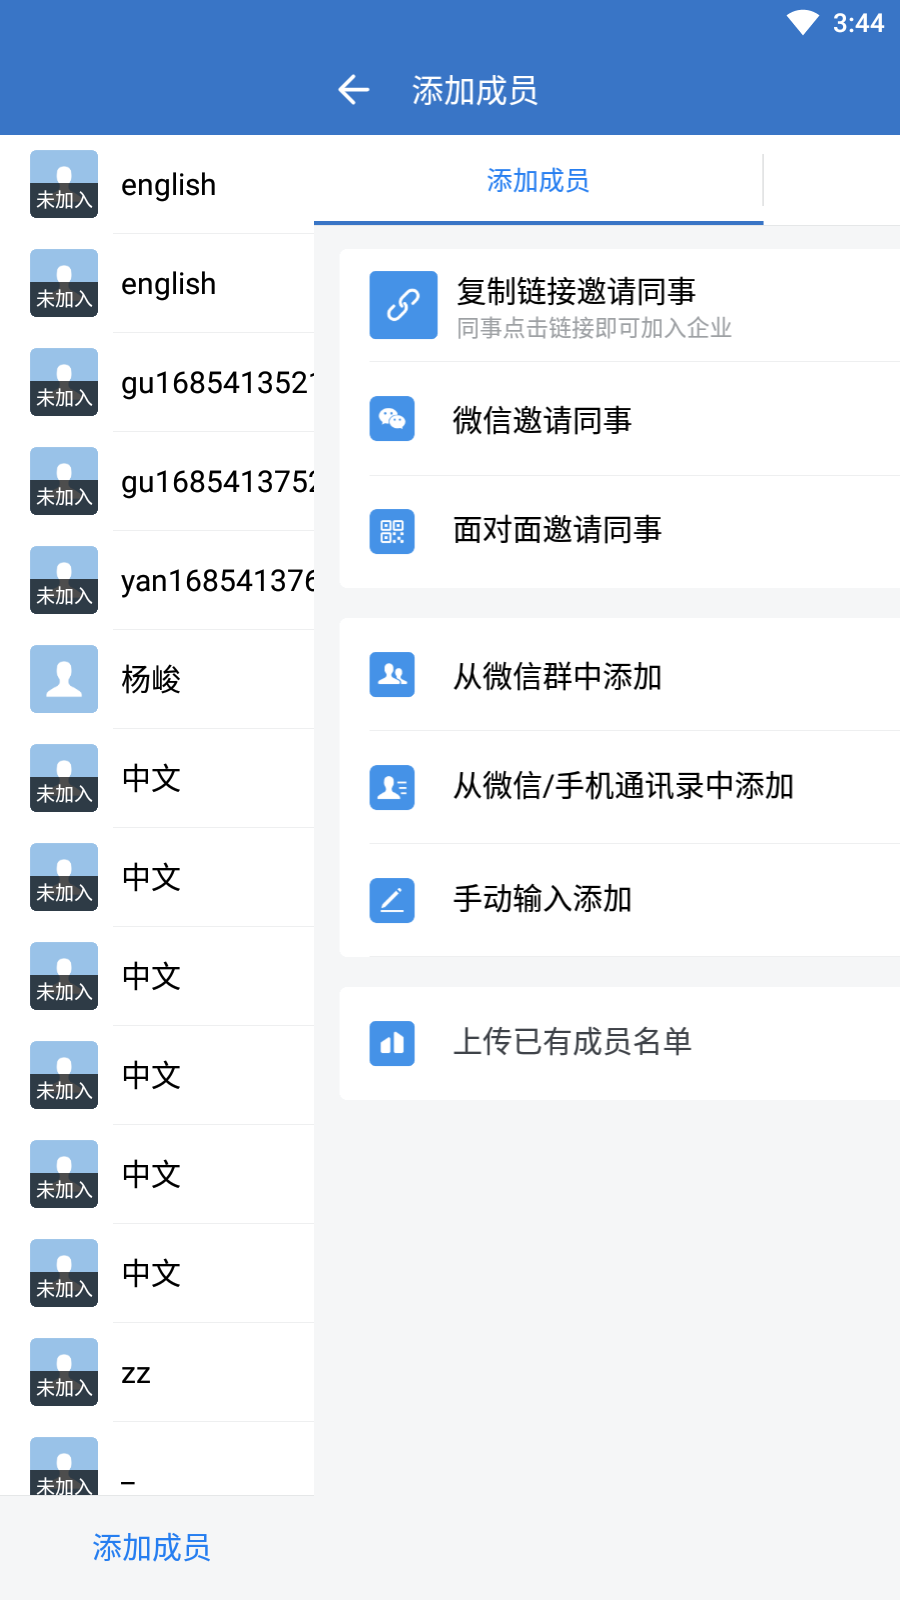 3:44
添加成员
未加入
english
未加入
english
未加入
gu168541352
未加入
gu168541375
未加入
yan168541376
杨峻
未加入
中文
未加入
中文
未加入
中文
未加入
中文
未加入
中文
未加入
中文
未加入
zz
未加入
_
添加成员
添加成员
复制链接邀请同事
同事点击链接即可加入企业
微信邀请同事
面对面邀请同事
从微信群中添加
从微信/手机通讯录中添加
手动输入添加
上传已有成员名单